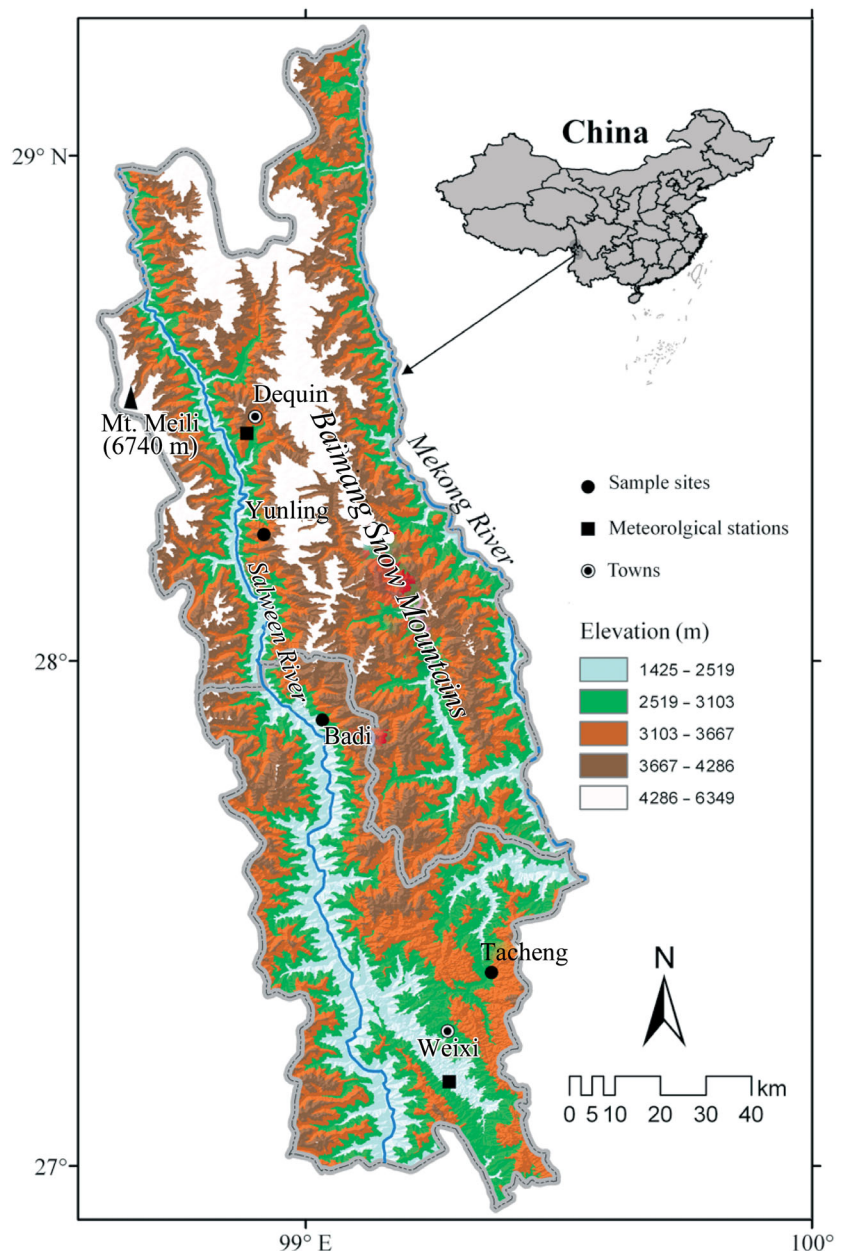 China
29° N
Dequin
Mt. Meili
(6740 m)
Baimang Snow Mountains
Mekong River
Yunling
Salween River
Sample sites
Meteorolgical stations
Towns
Elevation (m)
28°
1425 – 2519
2519 – 3103
3103 – 3667
3667 – 4286
4286 – 6349
Badi
Tacheng
N
Weixi
km
0 5 10 20 30 40
27°
99° E
100°